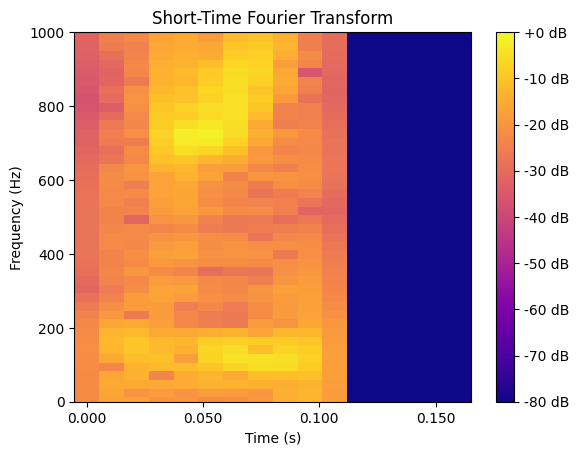 Short-Time Fourier Transform
Frequency (Hz)
1000
800
600
400
200
0
0.000
0.050
0.100
0.150
Time (s)
+0 dB
-10 dB
-20 dB
-30 dB
-40 dB
-50 dB
-60 dB
-70 dB
-80 dB